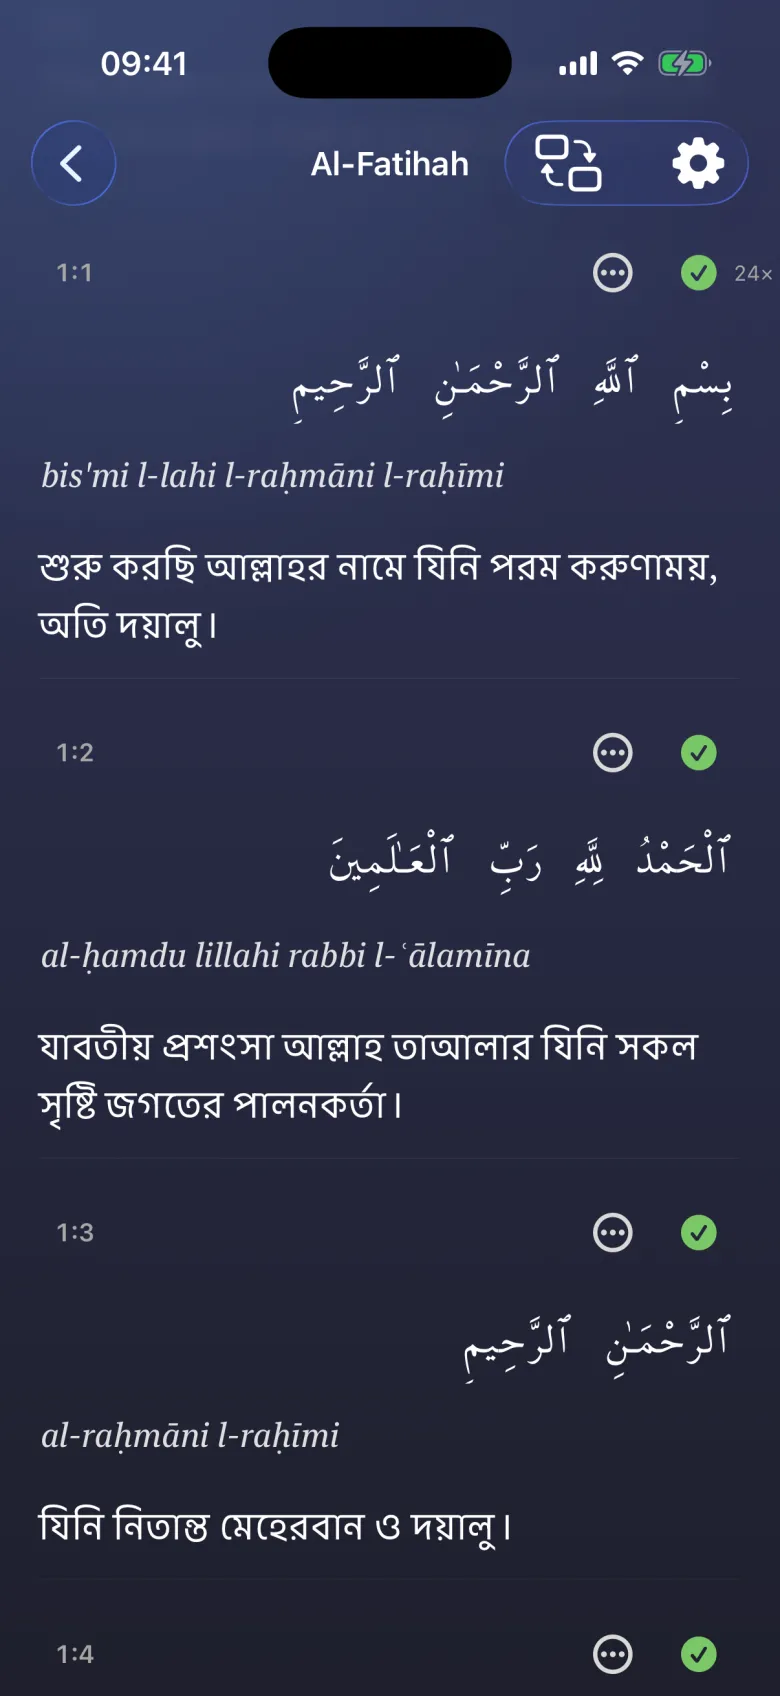 09:41
Al-Fatihah
1:1
24×
بِسْمِ ٱللَّهِ ٱلرَّحْمَـٰنِ ٱلرَّحِيمِ
bis'mi l-lahi l-raḥmāni l-raḥīmi
শুরু করছি আল্লাহর নামে যিনি পরম করুণাময়,
অতি দয়ালু।
1:2
ٱلْحَمْدُ لِلَّهِ رَبِّ ٱلْعَـٰلَمِينَ
al-ḥamdu lillahi rabbi l-ʿālamīna
যাবতীয় প্রশংসা আল্লাহ তাআলার যিনি সকল
সৃষ্টি জগতের পালনকর্তা।
1:3
ٱلرَّحْمَـٰنِ ٱلرَّحِيمِ
al-raḥmāni l-raḥīmi
যিনি নিতান্ত মেহেরবান ও দয়ালু।
1:4